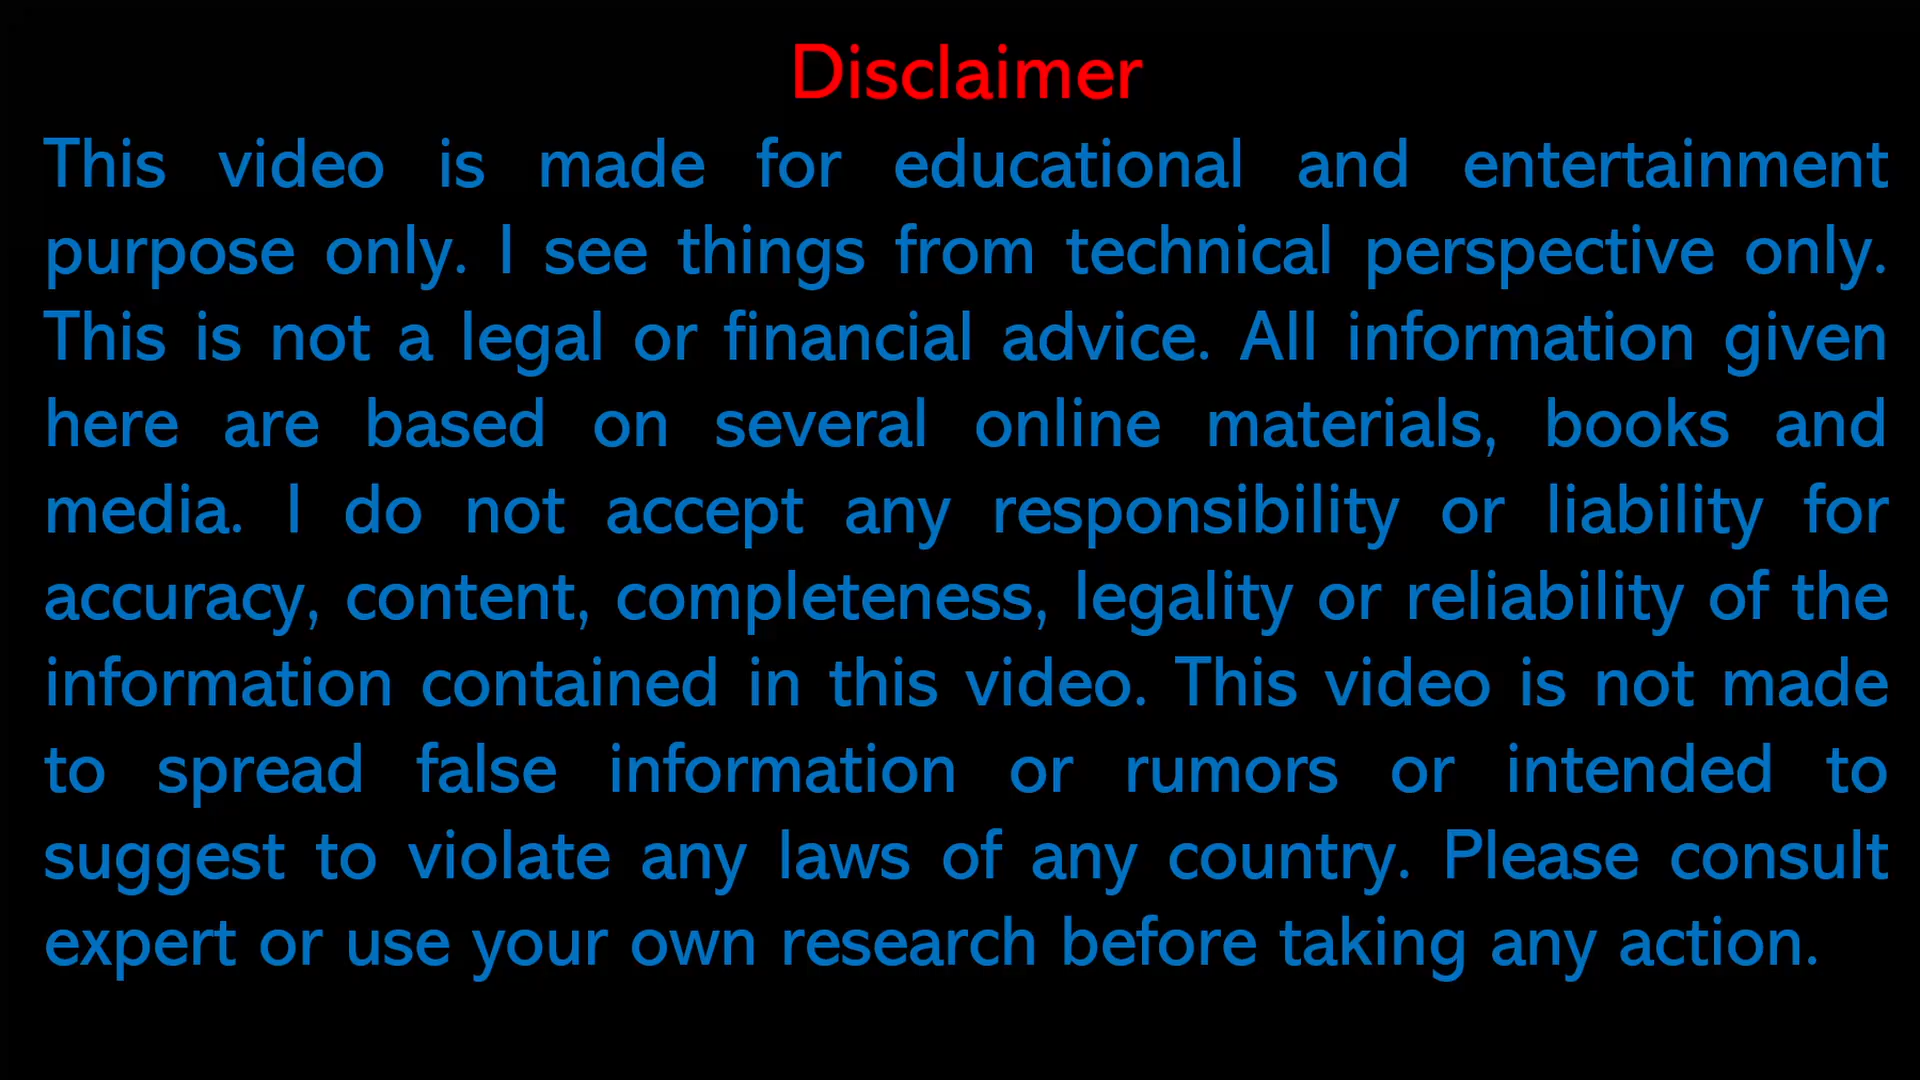 Disclaimer
This video is made for educational and entertainment
purpose only. I see things from technical perspective only.
This is not a legal or financial advice. All information given
here are based on several online materials, books and
media. I do not accept any responsibility or liability for
accuracy, content, completeness, legality or reliability of the
information contained in this video. This video is not made
to spread false information or rumors or intended to
suggest to violate any laws of any country. Please consult
expert or use your own research before taking any action.